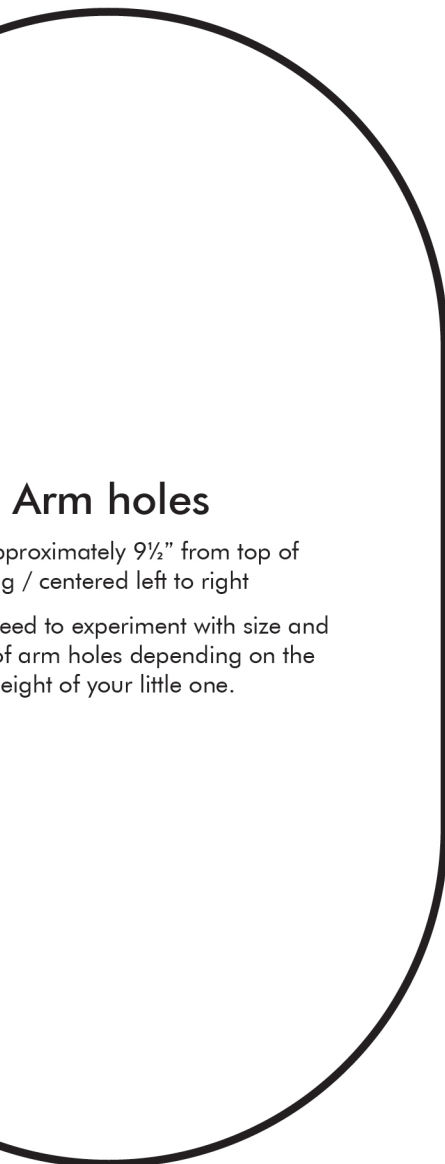 Arm holes
pproximately 9½” from top of
g / centered left to right
eed to experiment with size and
of arm holes depending on the
eight of your little one.